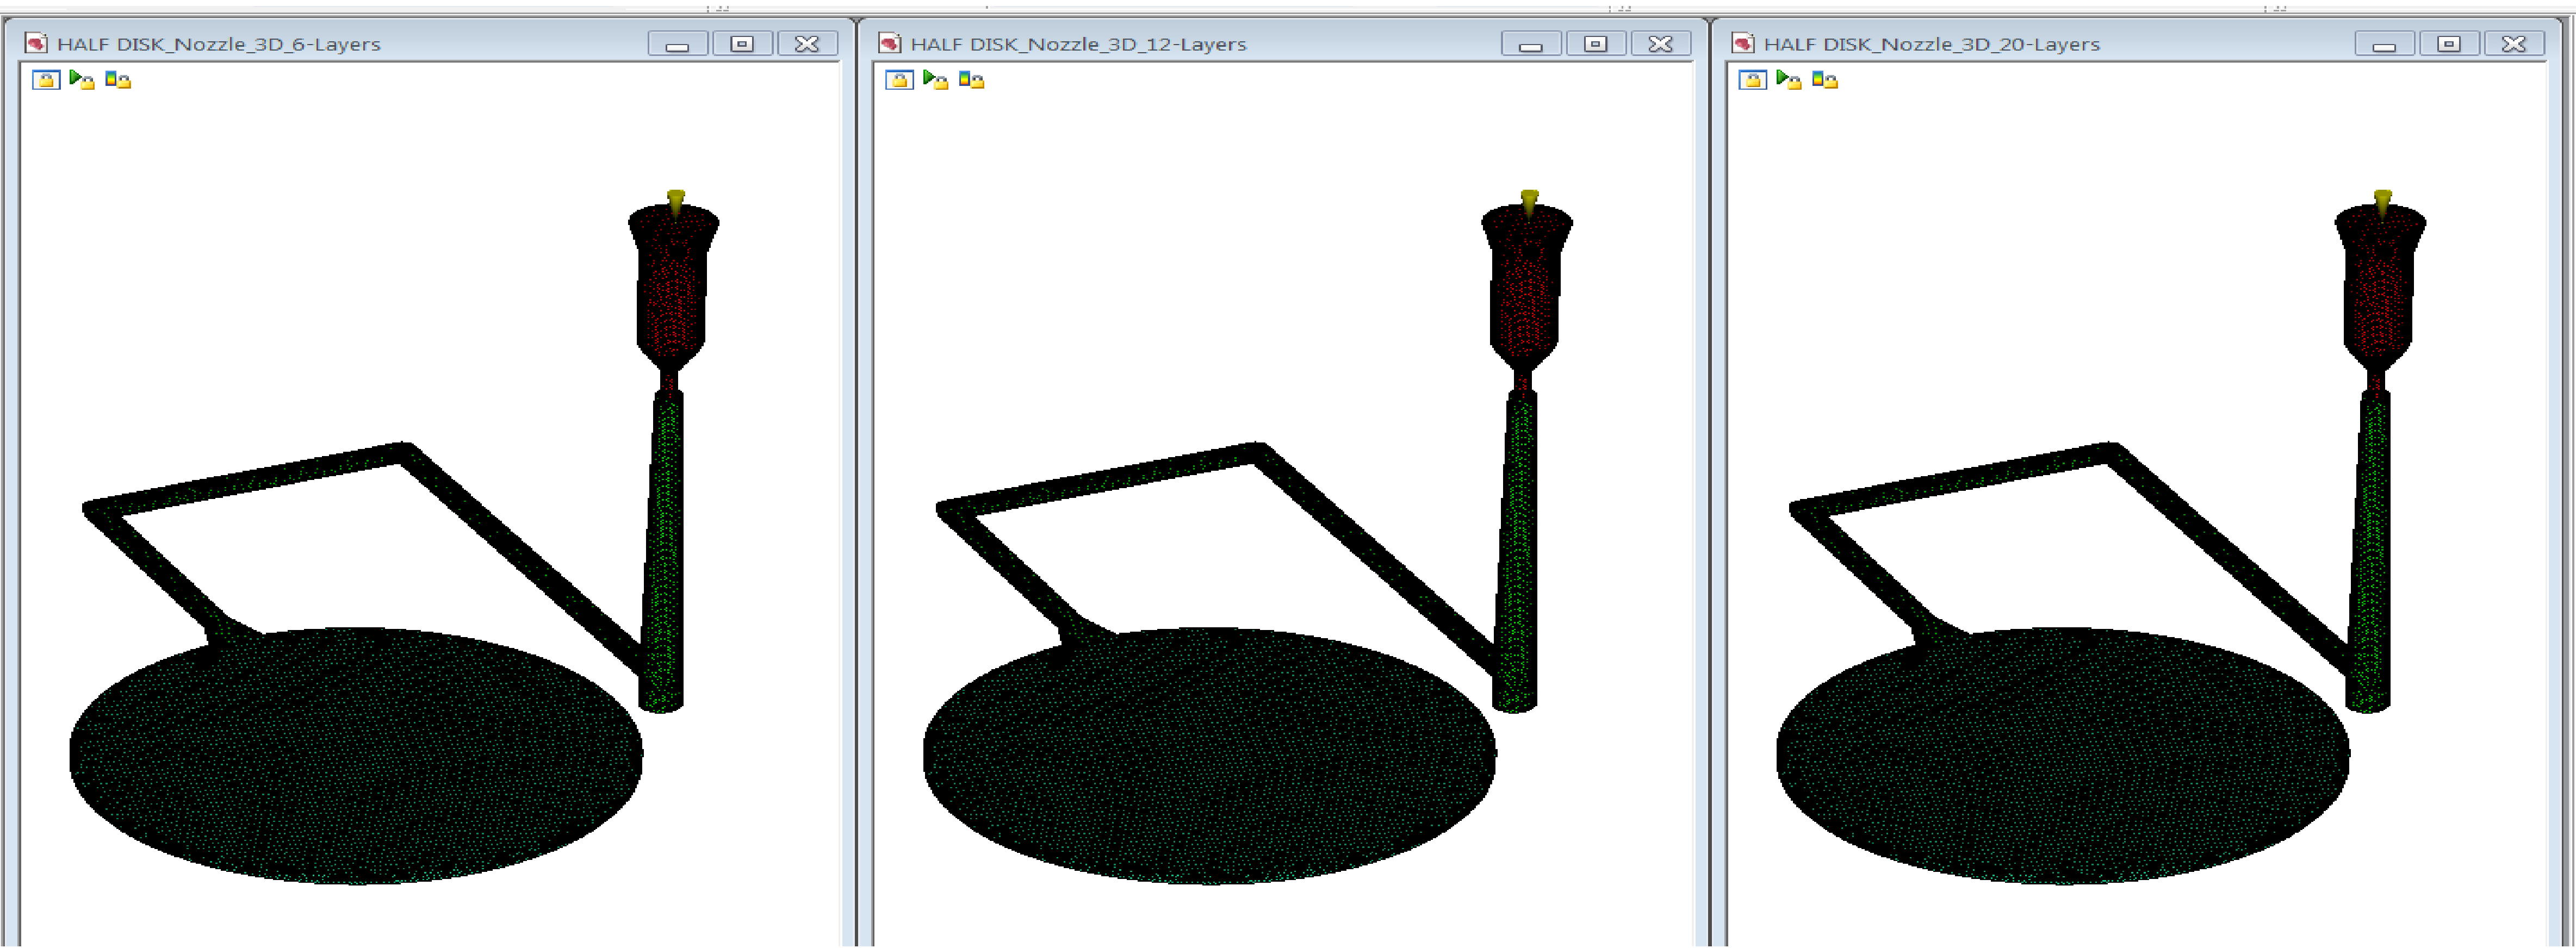 HALF DISK_Nozzle_3D_6-Layers
HALF DISK_Nozzle_3D_12-Layers
HALF DISK_Nozzle_3D_20-Layers